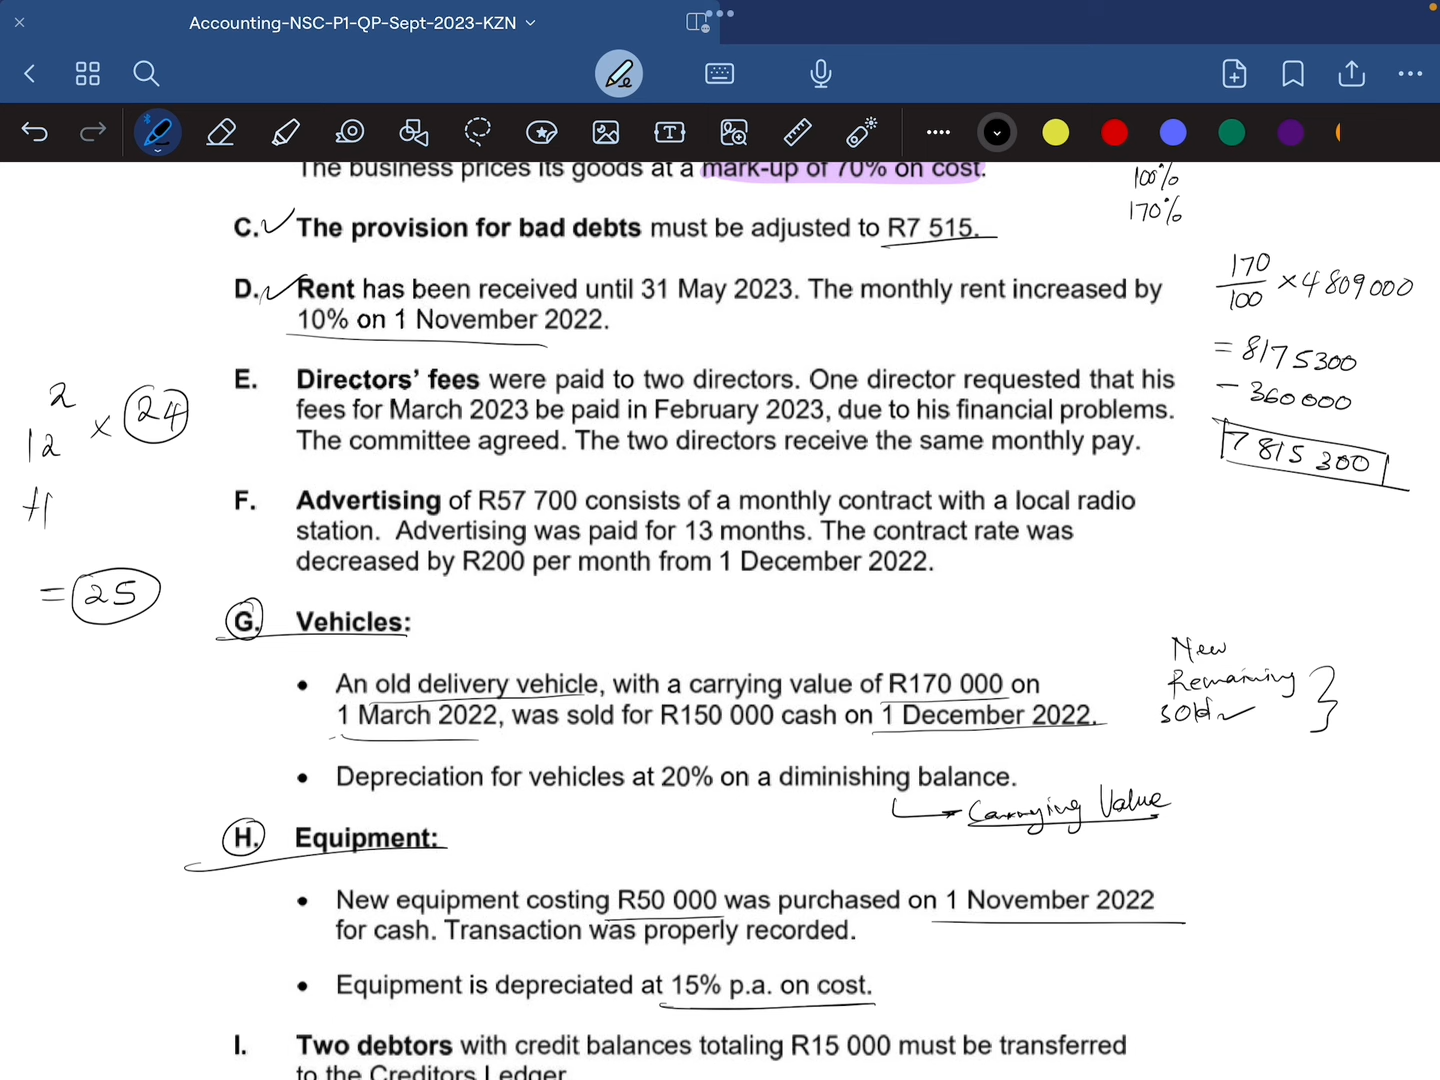 Accounting-NSC-P1-QP-Sept-2023-KZN
The business prices its goods at a mark-up of 70% on cost.
100%
170%
C. The provision for bad debts must be adjusted to R7 515.
D. Rent has been received until 31 May 2023. The monthly rent increased by
10% on 1 November 2022.
170
100
× 4 809 000
= 8175300
- 360 000
7 815 300
E. Directors' fees were paid to two directors. One director requested that his
fees for March 2023 be paid in February 2023, due to his financial problems.
The committee agreed. The two directors receive the same monthly pay.
2
12
× 24
+1
= 25
F. Advertising of R57 700 consists of a monthly contract with a local radio
station. Advertising was paid for 13 months. The contract rate was
decreased by R200 per month from 1 December 2022.
G. Vehicles:
• An old delivery vehicle, with a carrying value of R170 000 on
1 March 2022, was sold for R150 000 cash on 1 December 2022.
New
Remaining
Sold
• Depreciation for vehicles at 20% on a diminishing balance.
Carrying Value
H. Equipment:
• New equipment costing R50 000 was purchased on 1 November 2022
for cash. Transaction was properly recorded.
• Equipment is depreciated at 15% p.a. on cost.
I. Two debtors with credit balances totaling R15 000 must be transferred
to the Creditors Ledger